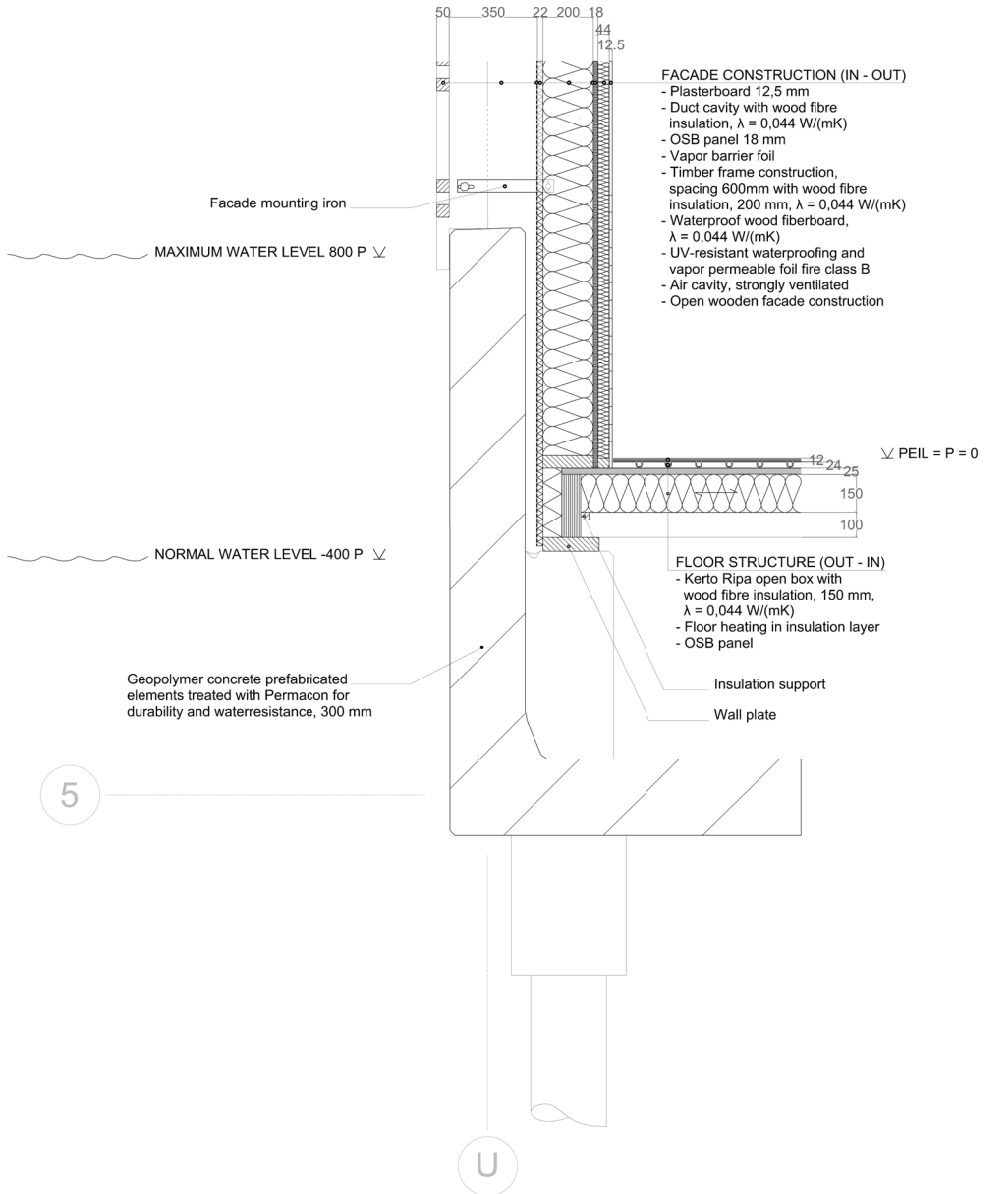 50 350 22 200 18
44
12.5
FACADE CONSTRUCTION (IN - OUT)
- Plasterboard 12,5 mm
- Duct cavity with wood fibre
insulation, λ = 0,044 W/(mK)
- OSB panel 18 mm
- Vapor barrier foil
- Timber frame construction,
spacing 600mm with wood fibre
insulation, 200 mm, λ = 0,044 W/(mK)
- Waterproof wood fiberboard,
λ = 0,044 W/(mK)
- UV-resistant waterproofing and
vapor permeable foil fire class B
- Air cavity, strongly ventilated
- Open wooden facade construction
Facade mounting iron
MAXIMUM WATER LEVEL 800 P
PEIL = P = 0
12
24
25
150
100
NORMAL WATER LEVEL -400 P
FLOOR STRUCTURE (OUT - IN)
- Kerto Ripa open box with
wood fibre insulation, 150 mm,
λ = 0,044 W/(mK)
- Floor heating in insulation layer
- OSB panel
Insulation support
Wall plate
Geopolymer concrete prefabicated
elements treated with Permacon for
durability and waterresistance, 300 mm
5
U